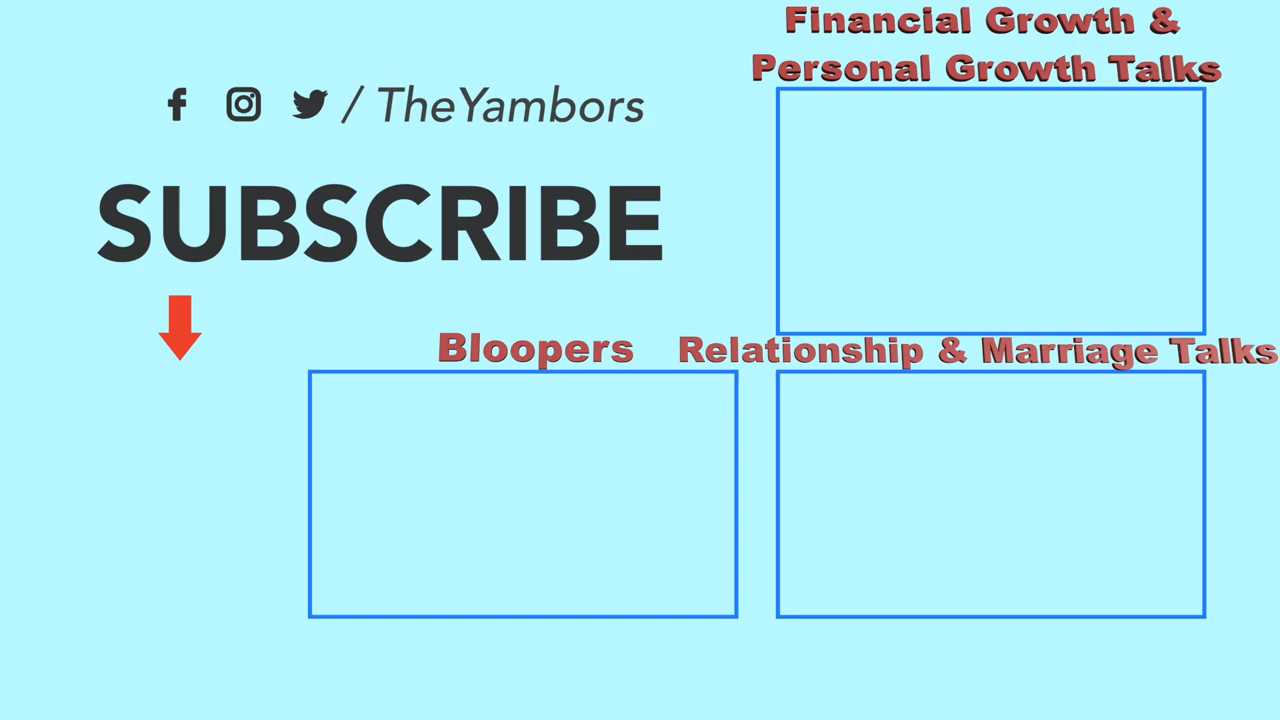 Financial Growth &
Personal Growth Talks
/ TheYambors
SUBSCRIBE
Bloopers
Relationship & Marriage Talks